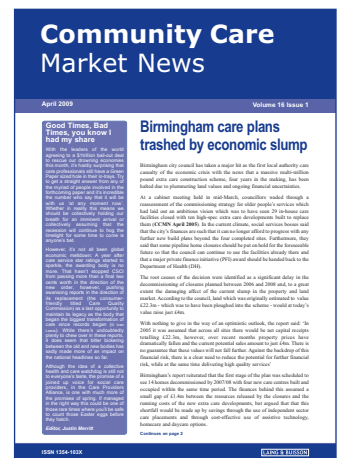 Community Care
Market News
April 2009
Volume 16 Issue 1
Good Times, Bad
Times, you know I
had my share
With the leaders of the world
agreeing to a $1trillion bail-out deal
to rescue our drowning economies
this month, it's hardly surprising that
care professionals still have a Green
Paper sized hole in their in-trays. Try
to get a straight answer from any of
the myriad of people involved in the
forthcoming paper and it's incredible
the number who say that it will be
with us 'at any moment now'.
Whether in reality this means we
should be collectively holding our
breath for an imminent arrival or
collectively assuming that the
recession will continue to hog the
limelight for some time to come is
anyone's bet.
However, it's not all been global
economic meltdown. A year after
care service star ratings started to
sparkle, the awarding body is no
more. That hasn't stopped CSCI
from passing more than a final two
cents worth in the direction of the
new order, however, pushing
awareness reports in the direction of
its replacement (the consumer-
friendly titled Care Quality
Commission) as a last opportunity to
maintain its legacy as the body that
began the biggest transformation in
care since records began (in
Lees). While there's undoubtedly
plenty to chew over in these reports,
it does seem that bitter bickering
between the old and new bodies has
sadly made more of an impact on
the national headlines so far.
Although the idea of a collective
health and care watchdog is still not
to everyone's taste, the promise of a
joined up voice for social care
providers, in the Care Providers
Alliance, is one with much more of
the promise of spring. If managed
in the right way this could be one of
those rare times where you'll be safe
to count those Easter eggs before
they hatch.
Editor, Justin Merritt
Birmingham care plans
trashed by economic slump
Birmingham city council has taken a major hit as the first local authority care
casualty of the economic crisis with the news that a massive multi-million
pound extra care construction scheme, four years in the making, has been
halted due to plummeting land values and ongoing financial uncertainties.
At a cabinet meeting held in mid-March, councillors waded through a
reassessment of the commissioning strategy for older people's services which
had laid out an ambitious vision which was to have seen 29 in-house care
facilities closed with ten high-spec extra care developments built to replace
them (CCMN April 2005). In the current climate, social services bosses said
that the city's finances are such that it can no longer afford to progress with any
further new build plans beyond the four completed sites. Furthermore, they
said that some pipeline home closures should be put on hold for the foreseeable
future so that the council can continue to use the facilities already there and
that a major private finance initiative (PFI) award should be handed back to the
Department of Health (DH).
The root causes of the decision were identified as a significant delay in the
decommissioning of closures planned between 2006 and 2008 and, to a great
extent the damaging affect of the current slump in the property and land
market. According to the council, land which was originally estimated to value
£22.3m - which was to have been ploughed into the scheme - would at today's
value raise just £4m.
With nothing to give in the way of an optimistic outlook, the report said: 'In
2005 it was assumed that across all sites there would be net capital receipts
totalling £22.3m, however, over recent months property prices have
dramatically fallen and the current potential sales amount to just £4m. There is
no guarantee that these values will not fall further. Against the backdrop of this
financial risk, there is a clear need to reduce the potential for further financial
risk, while at the same time delivering high quality services'
Birmingham's report reiterated that the first stage of the plan was scheduled to
see 14 homes decommissioned by 2007/08 with four new care centres built and
occupied within the same time period. The finances behind this assumed a
small gap of £1.4m between the resources released by the closures and the
running costs of the new extra care developments, but argued that this
shortfall would be made up by savings through the use of independent sector
care placements and through cost-effective use of assistive technology,
homecare and daycare options.
Continues on page 3
ISSN 1354-103X
LAING & BUISSON